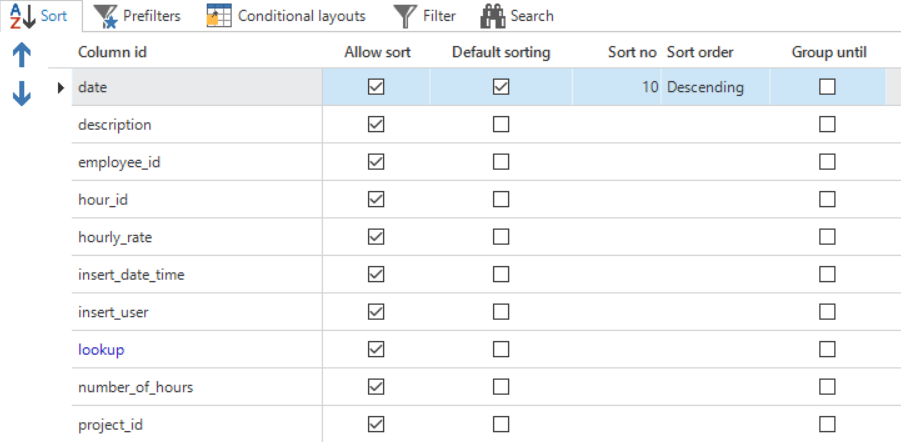 Sort Prefilters Conditional layouts Filter Search
Column id Allow sort Default sorting Sort no Sort order Group until
date 10 Descending
description
employee_id
hour_id
hourly_rate
insert_date_time
insert_user
lookup
number_of_hours
project_id